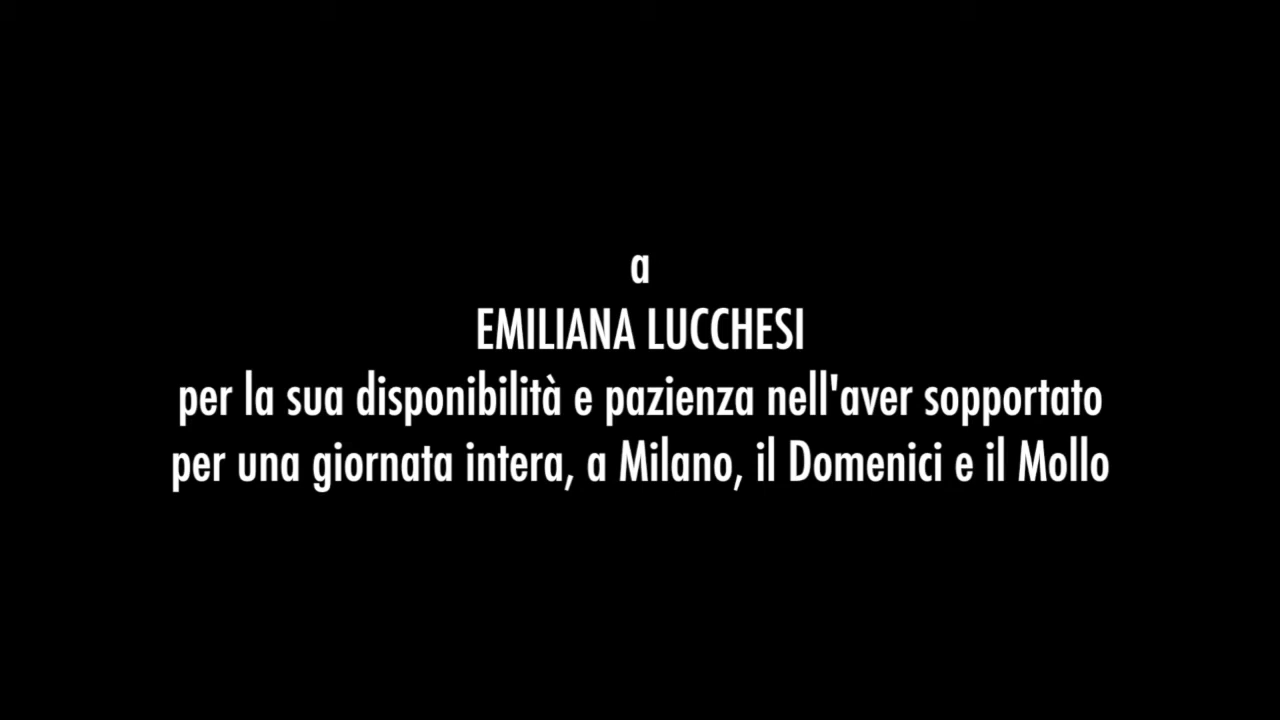 a
EMILIANA LUCCHESI
per la sua disponibilità e pazienza nell'aver sopportato
per una giornata intera, a Milano, il Domenici e il Mollo